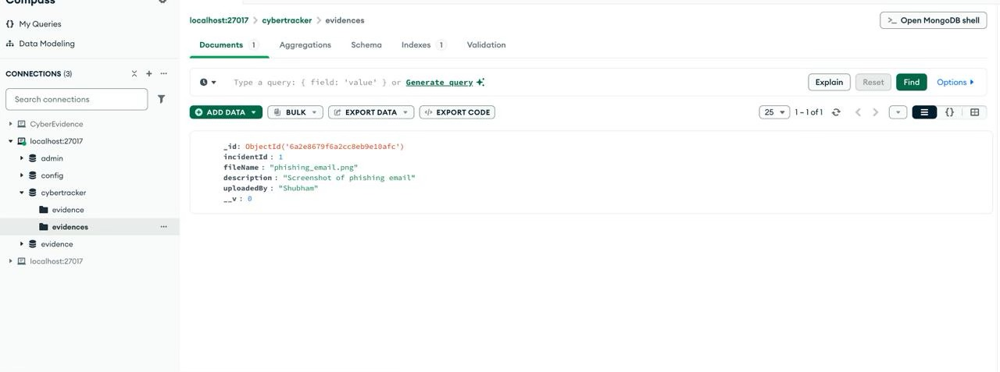 Compass
My Queries
Data Modeling
CONNECTIONS (3)
Search connections
CyberEvidence
localhost:27017
admin
config
cybertracker
evidence
evidences
evidence
localhost:27017
localhost:27017 > cybertracker > evidences
>_ Open MongoDB shell
Documents 1 Aggregations Schema Indexes 1 Validation
Type a query: { field: 'value' } or Generate query
Explain Reset Find Options
ADD DATA BULK EXPORT DATA EXPORT CODE
25 1 – 1 of 1
_id: ObjectId('6a2e8679f6a2cc8eb9e10afc')
incidentId : 1
fileName : "phishing_email.png"
description : "Screenshot of phishing email"
uploadedBy : "Shubham"
__v : 0